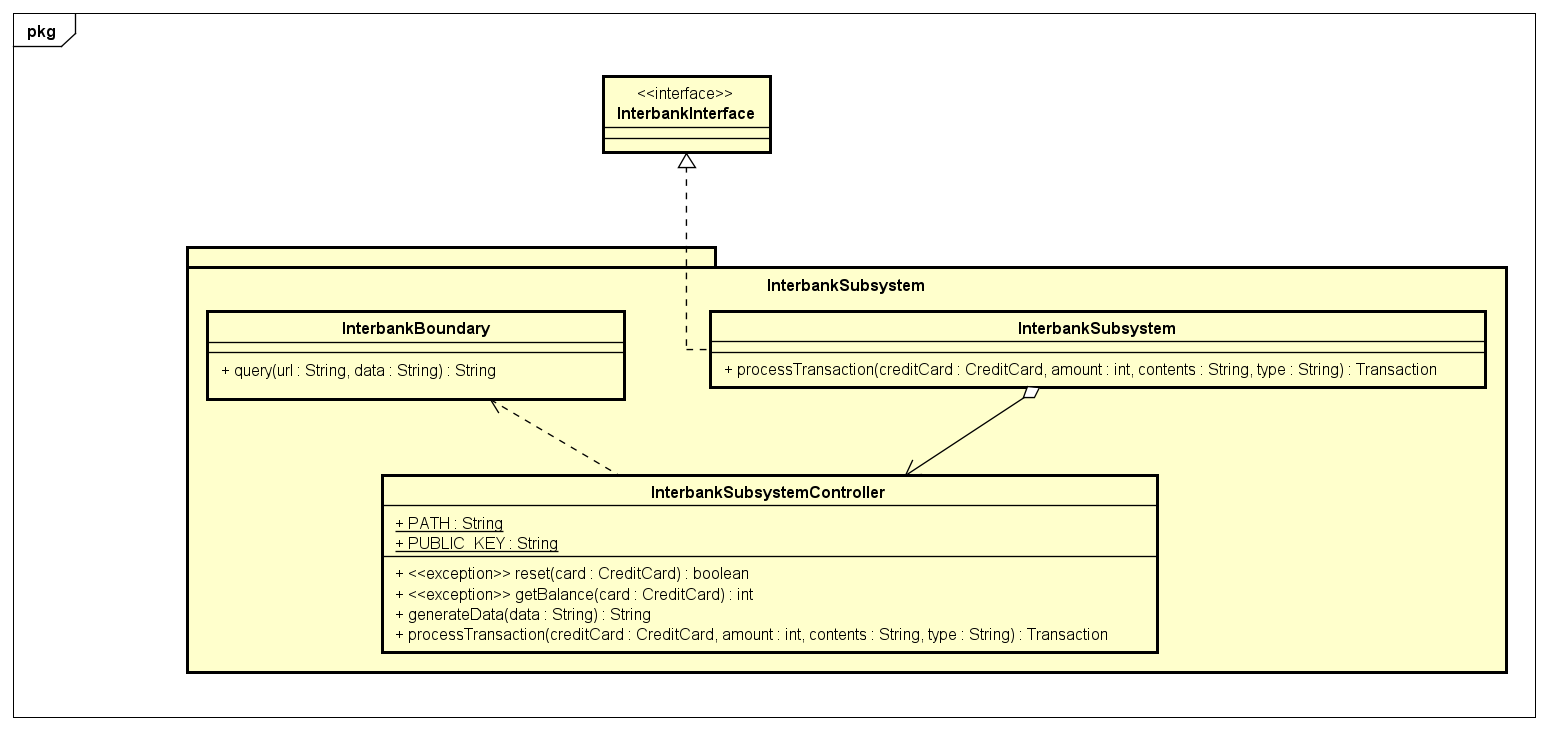 pkg
<<interface>>
InterbankInterface
InterbankSubsystem
InterbankBoundary
+ query(url : String, data : String) : String
InterbankSubsystem
+ processTransaction(creditCard : CreditCard, amount : int, contents : String, type : String) : Transaction
InterbankSubsystemController
+ PATH : String
+ PUBLIC_KEY : String
+ <<exception>> reset(card : CreditCard) : boolean
+ <<exception>> getBalance(card : CreditCard) : int
+ generateData(data : String) : String
+ processTransaction(creditCard : CreditCard, amount : int, contents : String, type : String) : Transaction